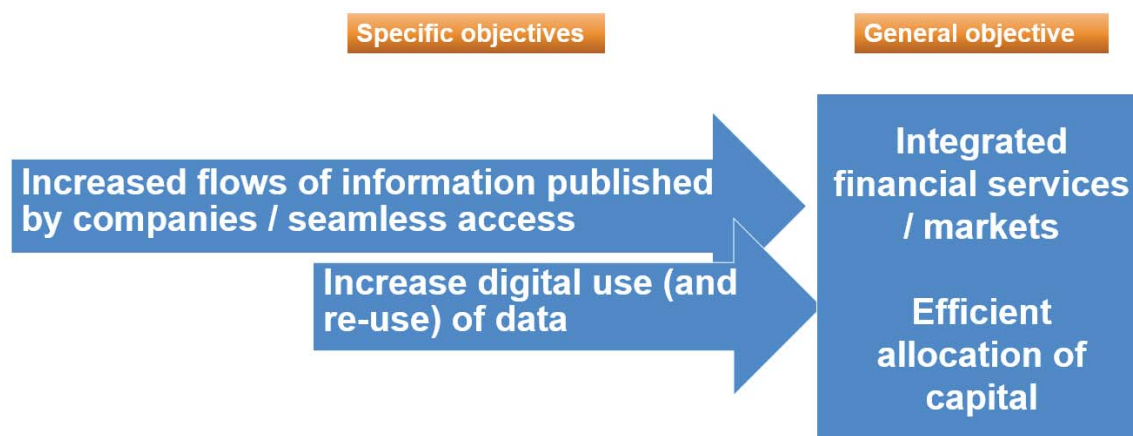 Specific objectives
General objective
Increased flows of information published
by companies / seamless access
Increase digital use (and
re-use) of data
Integrated
financial services
/ markets
Efficient
allocation of
capital